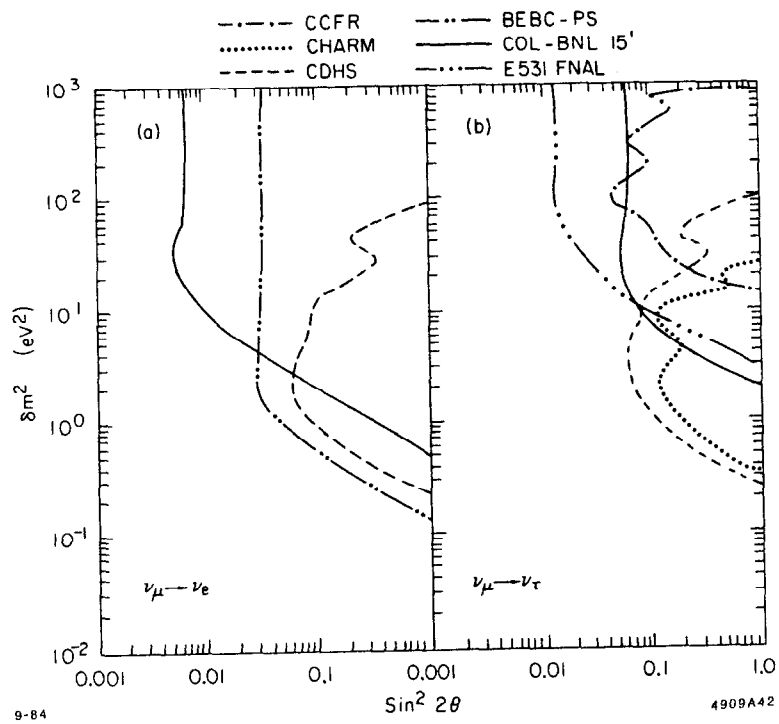 CCFR
CHARM
CDHS
BEBC-PS
COL-BNL 15'
E531 FNAL
(a)
(b)
10³
10²
10¹
10⁰
10⁻¹
10⁻²
δm² (eV²)
νμ → νe
νμ → ντ
0.001
0.01
0.1
0.001
0.01
0.1
1.0
Sin² 2θ
9-84
4909A42